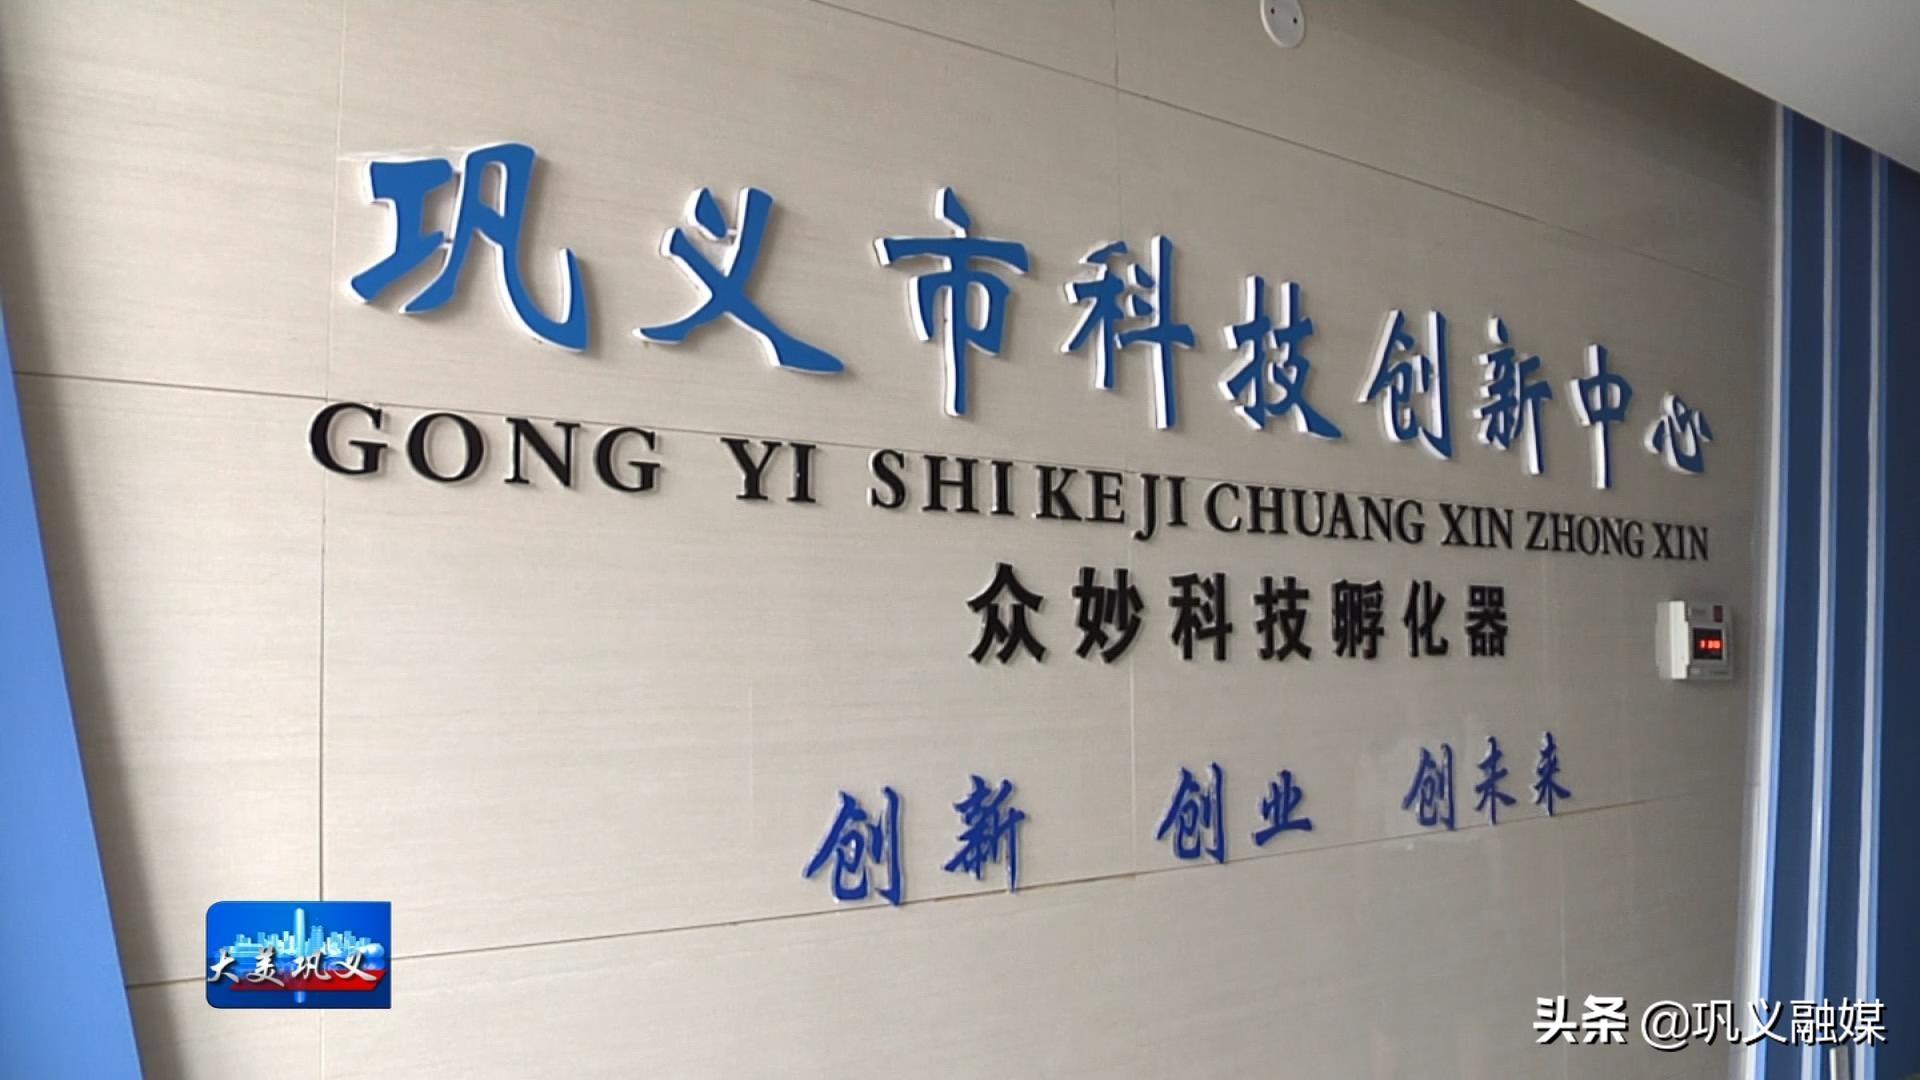 巩义市科技创新中心
GONG YI SHI KE JI CHUANG XIN ZHONG XIN
众妙科技孵化器
创新 创业 创未来
大美巩义
头条 @巩义融媒